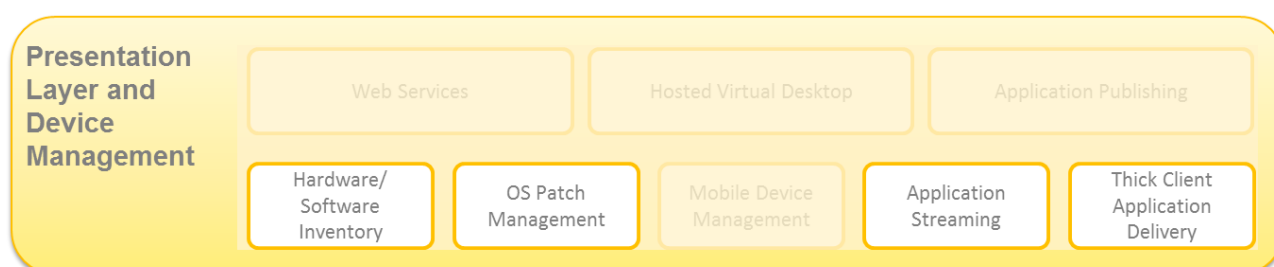 Presentation
Layer and
Device
Management
Web Services
Hosted Virtual Desktop
Application Publishing
Hardware/
Software
Inventory
OS Patch
Management
Mobile Device
Management
Application
Streaming
Thick Client
Application
Delivery